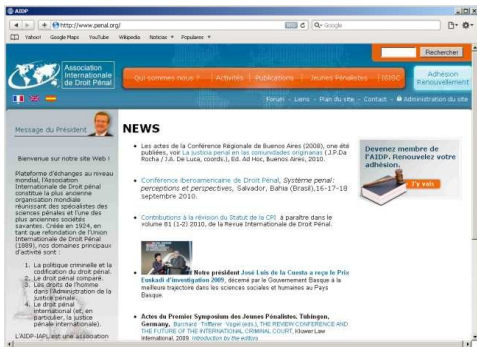 AIDP
http://www.penal.org/
Q- Google
Yahoo! Google Maps YouTube Wikipedia Noticias Populares
Rechercher
Association
Internationale
de Droit Pénal
Qui sommes nous ? | Activités | Publications | Jeunes Pénalistes | ISISC
Adhésion
Renouvellement
Forum - Liens - Plan du site - Contact - Administration du site
Message du Président
Bienvenue sur notre site Web !
Plateforme d'échanges au niveau
mondial, l'Association
Internationale de Droit pénal
constitue la plus ancienne
organisation mondiale
réunissant des spécialistes des
sciences pénales et l'une des
plus anciennes sociétés
savantes. Créée en 1924, en
tant que refondation de l'Union
Internationale de Droit Pénal
(1889), nos domaines principaux
d'activité sont :
1. La politique criminelle et la
codification du droit pénal.
2. Le droit pénal comparé.
3. Les droits de l'homme
dans l'Administration de la
justice pénale.
4. Le droit pénal
international (et, en
particulier, la justice
pénale internationale).
L'AIDP-IAPL est une association
NEWS
• Les actes de la Conférence Régionale de Buenos Aires (2009), one été
publiées, voir La justicia penal en las comunidades originarias (J.P.Da
Rocha / J.A. De Luca, coords.), Ed. Ad Hoc, Buenos Aires, 2010.
• Conférence iberoamericaine de Droit Pénal, Système penal:
perceptions et perspectives, Salvador, Bahia (Brasil),16-17-18
septembre 2010.
• Contributions à la révision du Statut de la CPI à paraître dans le
volume 81 (1-2) 2010, de la Revue Internationale de Droit Pénal.
• Notre président José Luis de la Cuesta a reçu le Prix
Euskadi d'investigation 2009, décerné par le Gouvernement Basque à la
meilleure trajectoire dans les sciences sociales et humaines au Pays
Basque.
• Actes du Premier Symposium des Jeunes Pénalistes. Tübingen,
Germany, Burchard Triffterer Vogel (eds.), THE REVIEW CONFERENCE AND
THE FUTURE OF THE INTERNATIONAL CRIMINAL COURT, Kluwer Law
International, 2009. Introduction by the editors
Devenez membre de
l'AIDP. Renouvelez votre
adhésion.
J'y vais